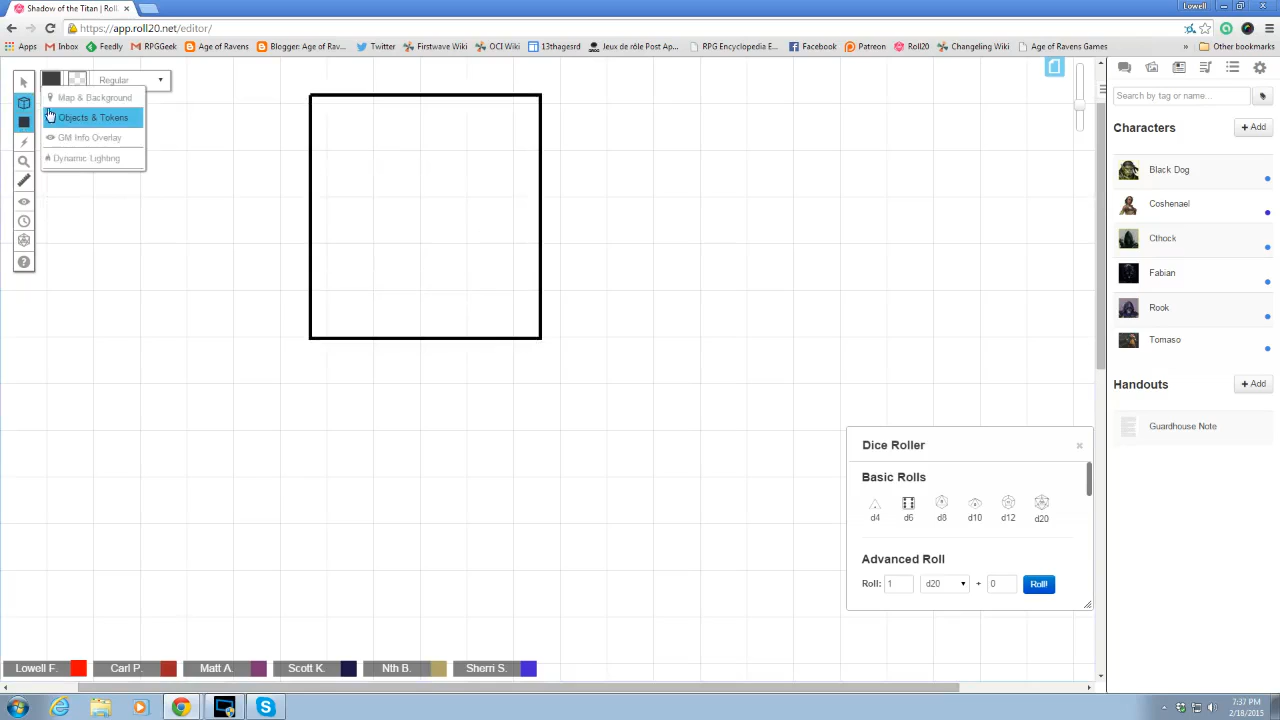 Shadow of the Titan | Roll
Lowell
https://app.roll20.net/editor/
Apps
Inbox
Feedly
RPGGeek
Age of Ravens
Blogger: Age of Rav...
Twitter
Firstwave Wiki
OCI Wiki
13thagesrd
Jeux de rôle Post Ap...
RPG Encyclopedia E...
Facebook
Patreon
Roll20
Changeling Wiki
Age of Ravens Games
»
Other bookmarks
Regular
Map & Background
Objects & Tokens
GM Info Overlay
Dynamic Lighting
Search by tag or name...
Characters
+ Add
Black Dog
Coshenael
Cthock
Fabian
Rook
Tomaso
Handouts
+ Add
Guardhouse Note
Dice Roller
Basic Rolls
d4
d6
d8
d10
d12
d20
Advanced Roll
Roll: 1 d20 + 0 Roll!
Lowell F.
Carl P.
Matt A.
Scott K.
Nth B.
Sherri S.
7:37 PM
2/18/2015